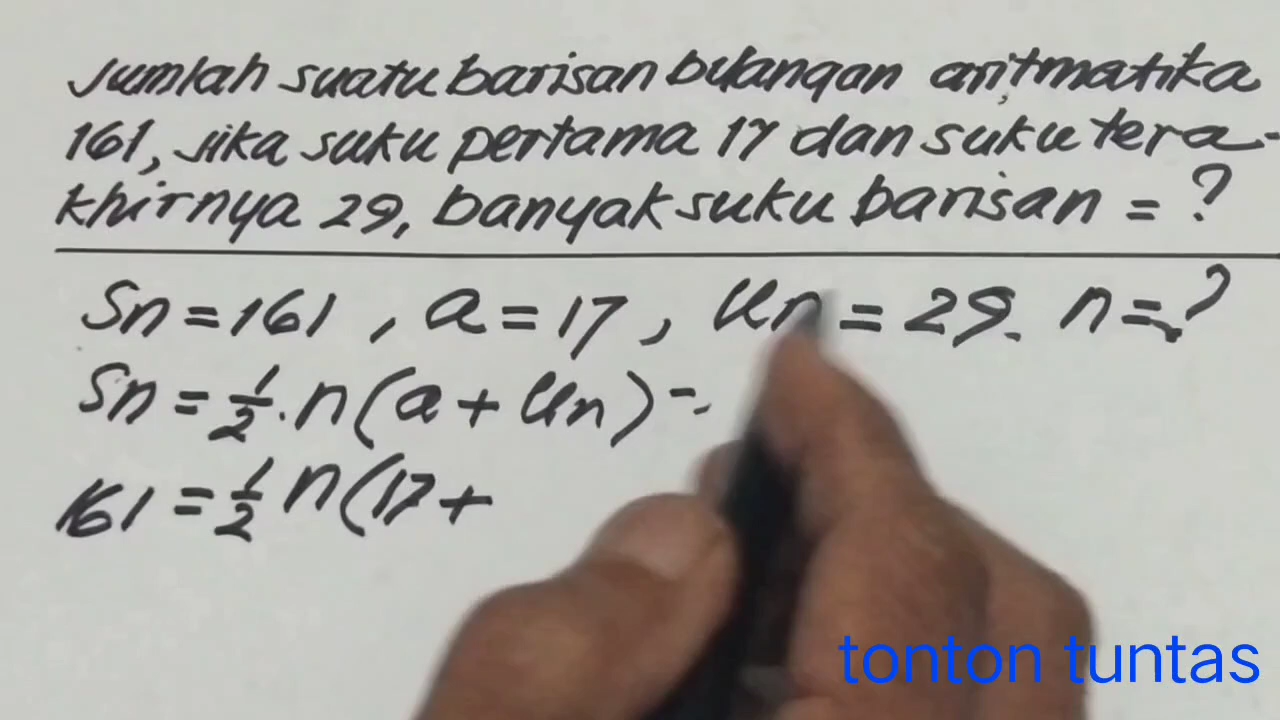 Jumlah suatu barisan bilangan aritmatika
161, jika suku pertama 17 dan suku tera-
khirnya 29, banyak suku barisan = ?
Sn = 161 , a = 17 , Un = 29. n = ?
Sn = 1/2 . n (a + Un) =
161 = 1/2 n (17 +
tonton tuntas